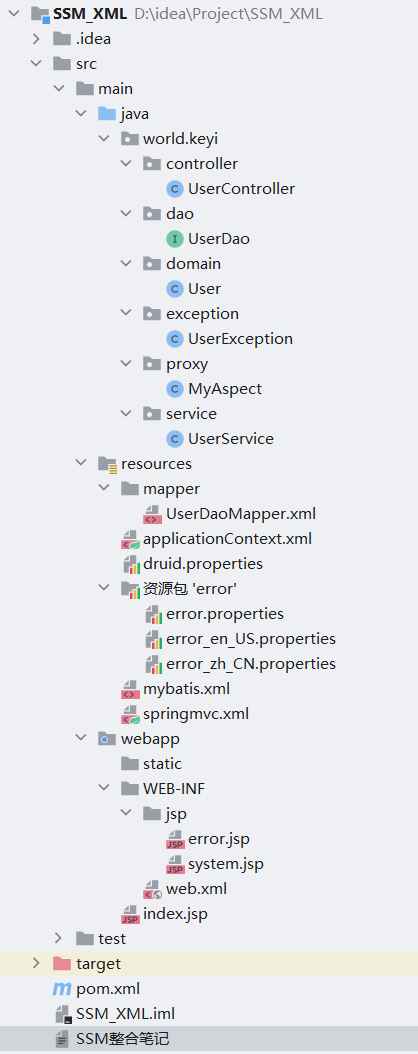 SSM_XML D:\idea\Project\SSM_XML
.idea
src
main
java
world.keyi
controller
C UserController
dao
I UserDao
domain
C User
exception
C UserException
proxy
C MyAspect
service
C UserService
resources
mapper
UserDaoMapper.xml
applicationContext.xml
druid.properties
资源包 'error'
error.properties
error_en_US.properties
error_zh_CN.properties
mybatis.xml
springmvc.xml
webapp
static
WEB-INF
jsp
JSP error.jsp
JSP system.jsp
web.xml
JSP index.jsp
test
target
m pom.xml
SSM_XML.iml
SSM整合笔记